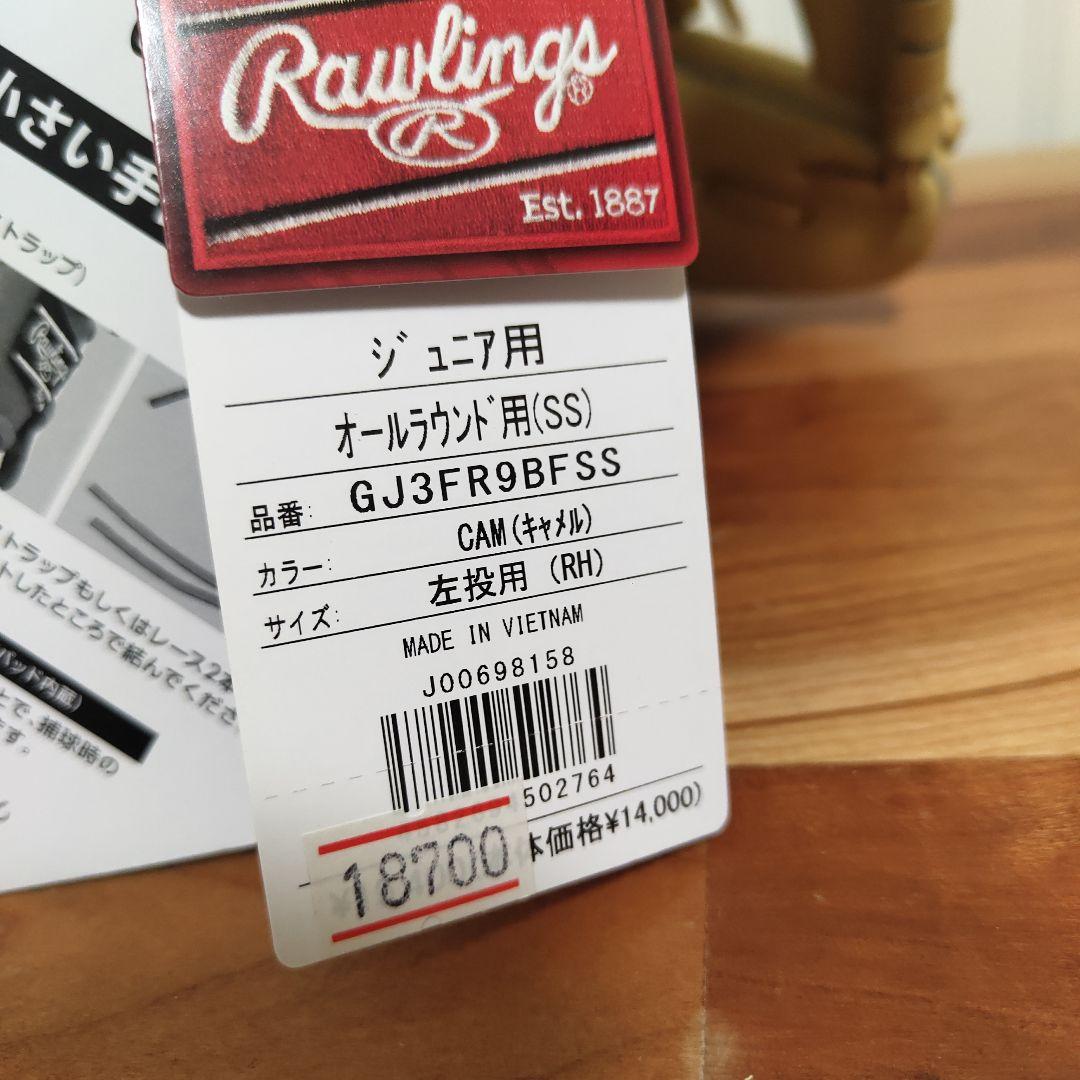 Rawlings
R
Est. 1887
ジュニア用
オールラウンド用(SS)
品番: GJ3FR9BFSS
カラー: CAM(キャメル)
サイズ: 左投用 (RH)
MADE IN VIETNAM
J00698158
502764
本価格¥14,000)
18700
小さい手
トラップ)
Rawlings
トラップもしくはレース2本
トしたところで結んでくださ
パッド内蔵)
とで、捕球時の
ます。